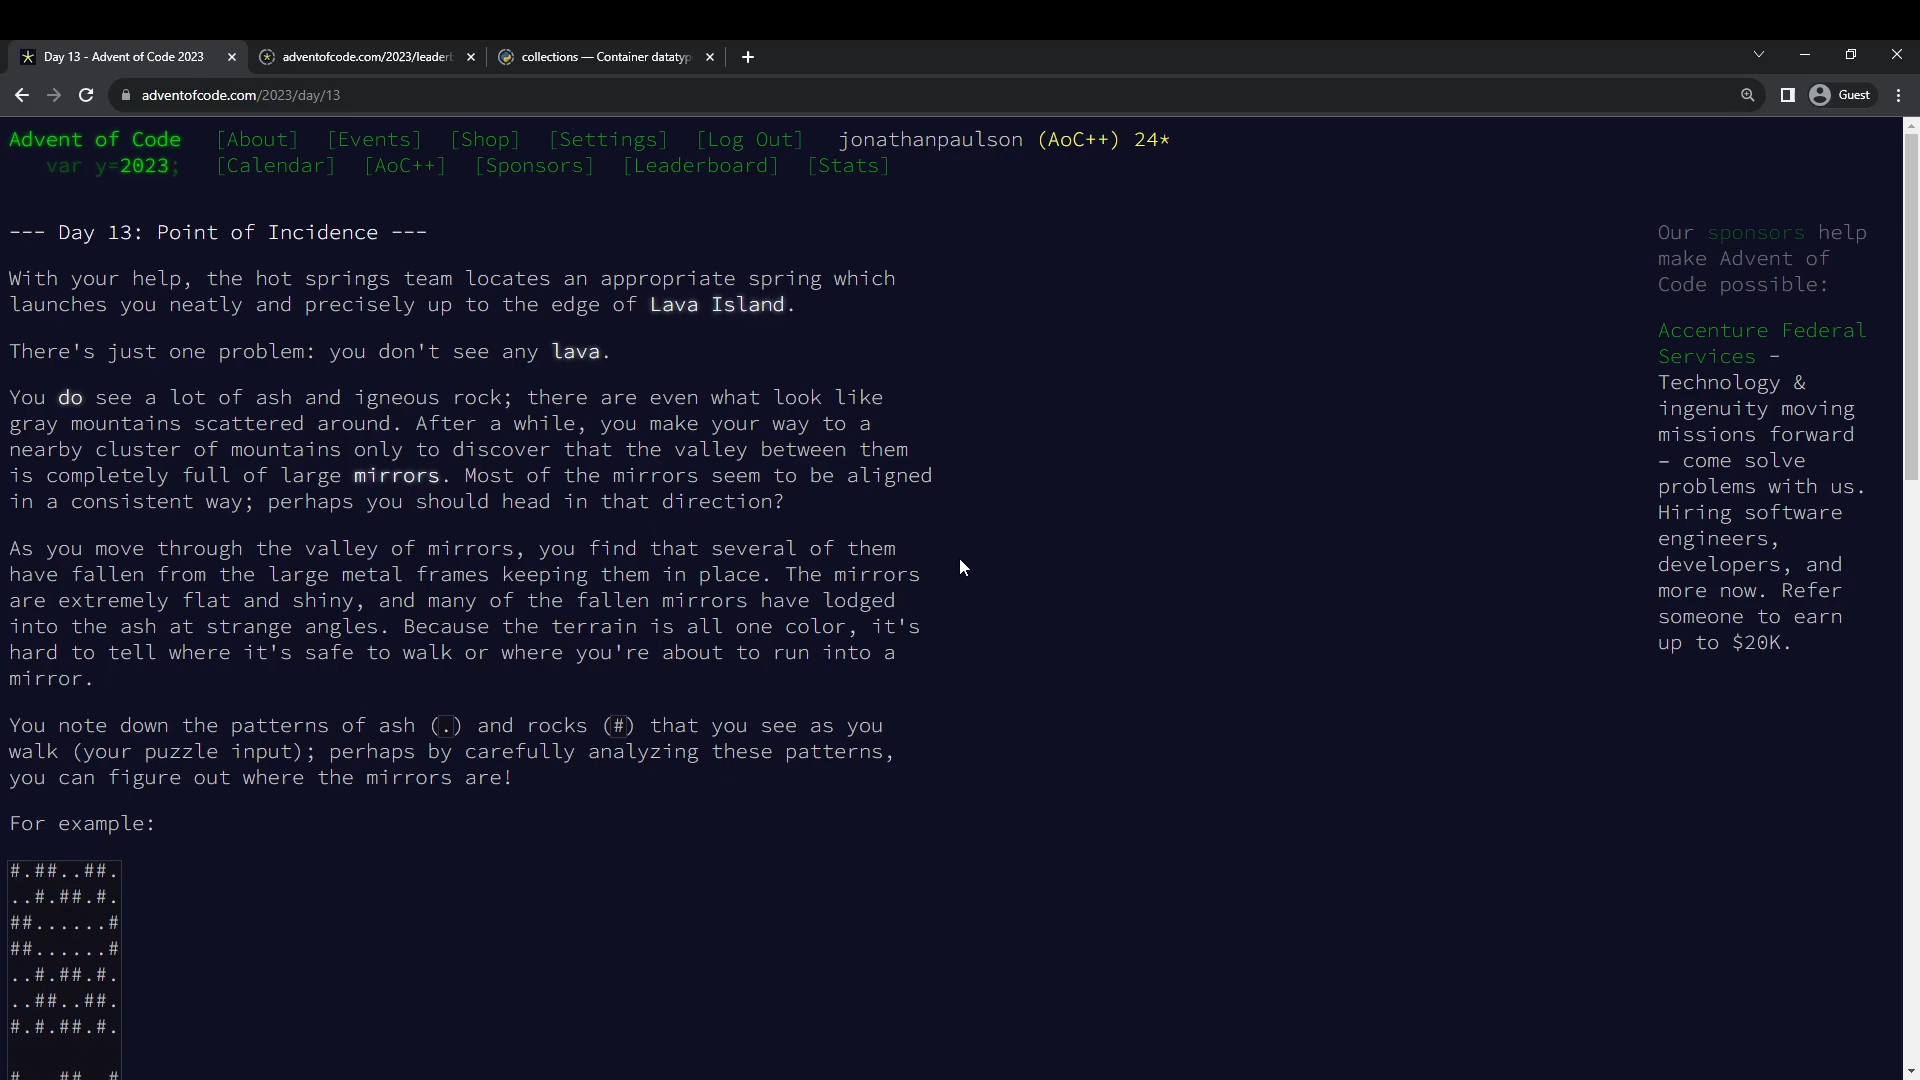 Day 13 - Advent of Code 2023
adventofcode.com/2023/leaderb
collections — Container datatyp
adventofcode.com/2023/day/13
Guest
Advent of Code [About] [Events] [Shop] [Settings] [Log Out] jonathanpaulson (AoC++) 24*
var y=2023; [Calendar] [AoC++] [Sponsors] [Leaderboard] [Stats]
--- Day 13: Point of Incidence ---
With your help, the hot springs team locates an appropriate spring which
launches you neatly and precisely up to the edge of Lava Island.
There's just one problem: you don't see any lava.
You do see a lot of ash and igneous rock; there are even what look like
gray mountains scattered around. After a while, you make your way to a
nearby cluster of mountains only to discover that the valley between them
is completely full of large mirrors. Most of the mirrors seem to be aligned
in a consistent way; perhaps you should head in that direction?
As you move through the valley of mirrors, you find that several of them
have fallen from the large metal frames keeping them in place. The mirrors
are extremely flat and shiny, and many of the fallen mirrors have lodged
into the ash at strange angles. Because the terrain is all one color, it's
hard to tell where it's safe to walk or where you're about to run into a
mirror.
You note down the patterns of ash (.) and rocks (#) that you see as you
walk (your puzzle input); perhaps by carefully analyzing these patterns,
you can figure out where the mirrors are!
For example:
#.##..##.
..#.##.#.
##......#
##......#
..#.##.#.
..##..##.
#.#.##.#.
Our sponsors help
make Advent of
Code possible:
Accenture Federal
Services -
Technology &
ingenuity moving
missions forward
- come solve
problems with us.
Hiring software
engineers,
developers, and
more now. Refer
someone to earn
up to $20K.